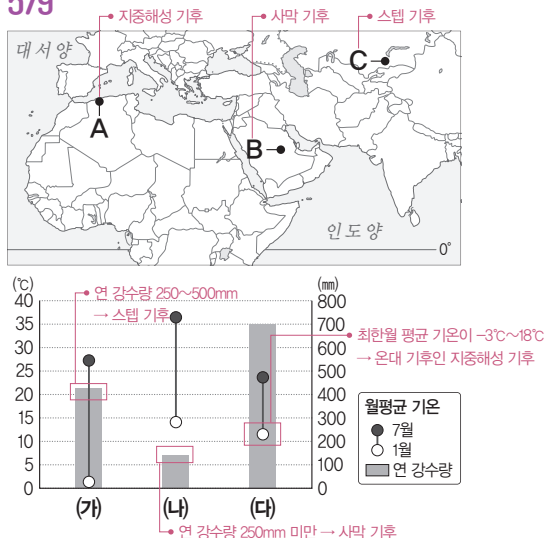 579
지중해성 기후
사막 기후
스텝 기후
대서양
A
B
C
인도양
0°
(℃)
(㎜)
40
35
30
25
20
15
10
5
0
800
700
600
500
400
300
200
100
0
연 강수량 250~500mm
→ 스텝 기후
최한월 평균 기온이 -3℃~18℃
→ 온대 기후인 지중해성 기후
월평균 기온
7월
1월
연 강수량
(가)
(나)
(다)
연 강수량 250mm 미만 → 사막 기후